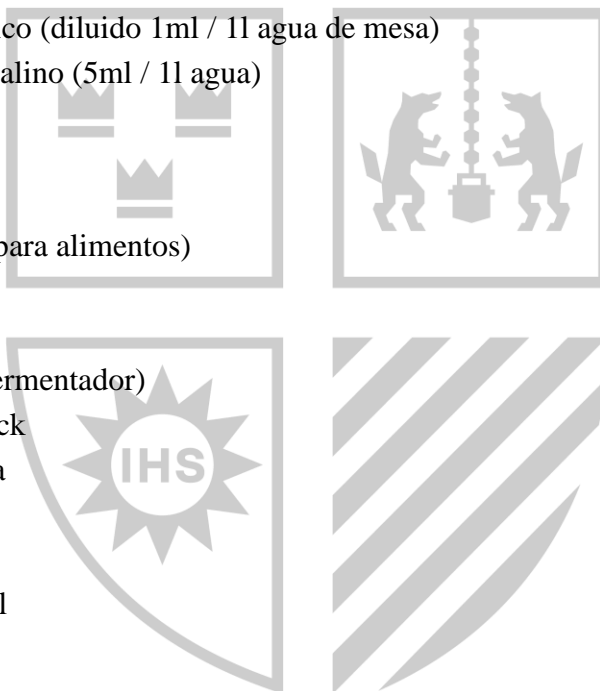 co (diluido 1ml / 1l agua de mesa)
alino (5ml / 1l agua)
para alimentos)
ermentador)
ck
a
IHS
l